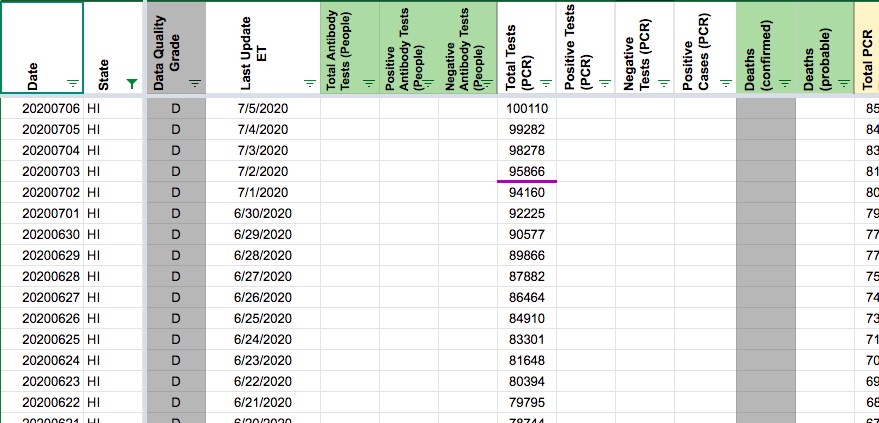 Date State Data Quality Grade Last Update ET Total Antibody Tests (People) Positive Antibody Tests (People) Negative Antibody Tests (People) Total Tests (PCR) Positive Tests (PCR) Negative Tests (PCR) Positive Cases (PCR) Deaths (confirmed) Deaths (probable) Total PCR
20200706 HI D 7/5/2020 100110 85
20200705 HI D 7/4/2020 99282 84
20200704 HI D 7/3/2020 98278 83
20200703 HI D 7/2/2020 95866 81
20200702 HI D 7/1/2020 94160 80
20200701 HI D 6/30/2020 92225 79
20200630 HI D 6/29/2020 90577 77
20200629 HI D 6/28/2020 89866 77
20200628 HI D 6/27/2020 87882 75
20200627 HI D 6/26/2020 86464 74
20200626 HI D 6/25/2020 84910 73
20200625 HI D 6/24/2020 83301 71
20200624 HI D 6/23/2020 81648 70
20200623 HI D 6/22/2020 80394 69
20200622 HI D 6/21/2020 79795 68
20200621 HI D 6/20/2020 78744 67